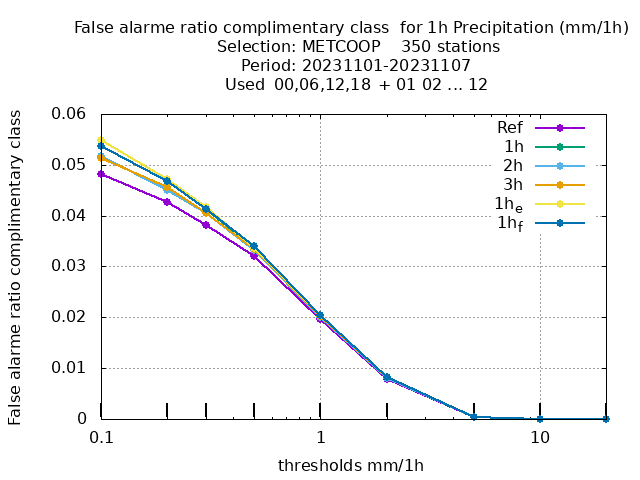 False alarme ratio complimentary class  for 1h Precipitation (mm/1h)
Selection: METCOOP    350 stations
Period: 20231101-20231107
Used  00,06,12,18 + 01 02 ... 12
False alarme ratio complimentary class
0.06
0.05
0.04
0.03
0.02
0.01
0
Ref
1h
2h
3h
1he
1hf
0.1
1
10
thresholds mm/1h